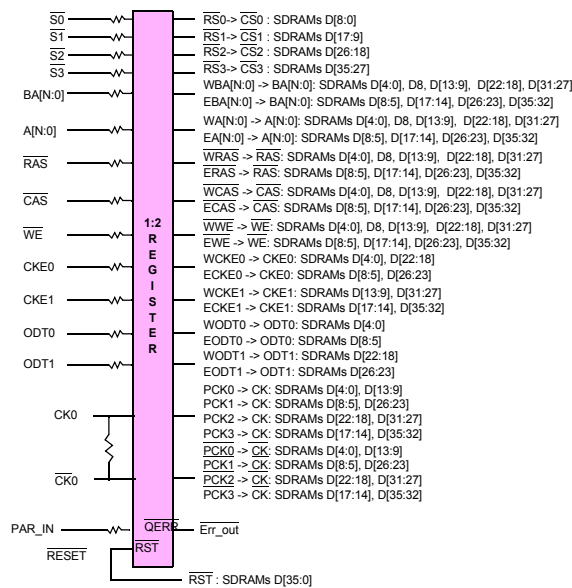 S0
S1
S2
S3
BA[N:0]
A[N:0]
RAS
CAS
WE
CKE0
CKE1
ODT0
ODT1
CK0
CK0
PAR_IN
RESET
1:2
R
E
G
I
S
T
E
R
QERR
RST
RS0-> CS0 : SDRAMs D[8:0]
RS1-> CS1 : SDRAMs D[17:9]
RS2-> CS2 : SDRAMs D[26:18]
RS3-> CS3 : SDRAMs D[35:27]
WBA[N:0] -> BA[N:0]: SDRAMs D[4:0], D8, D[13:9], D[22:18], D[31:27]
EBA[N:0] -> BA[N:0]: SDRAMs D[8:5], D[17:14], D[26:23], D[35:32]
WA[N:0] -> A[N:0]: SDRAMs D[4:0], D8, D[13:9], D[22:18], D[31:27]
EA[N:0] -> A[N:0]: SDRAMs D[8:5], D[17:14], D[26:23], D[35:32]
WRAS -> RAS: SDRAMs D[4:0], D8, D[13:9], D[22:18], D[31:27]
ERAS -> RAS: SDRAMs D[8:5], D[17:14], D[26:23], D[35:32]
WCAS -> CAS: SDRAMs D[4:0], D8, D[13:9], D[22:18], D[31:27]
ECAS -> CAS: SDRAMs D[8:5], D[17:14], D[26:23], D[35:32]
WWE -> WE: SDRAMs D[4:0], D8, D[13:9], D[22:18], D[31:27]
EWE -> WE: SDRAMs D[8:5], D[17:14], D[26:23], D[35:32]
WCKE0 -> CKE0: SDRAMs D[4:0], D[22:18]
ECKE0 -> CKE0: SDRAMs D[8:5], D[26:23]
WCKE1 -> CKE1: SDRAMs D[13:9], D[31:27]
ECKE1 -> CKE1: SDRAMs D[17:14], D[35:32]
WODT0 -> ODT0: SDRAMs D[4:0]
EODT0 -> ODT0: SDRAMs D[8:5]
WODT1 -> ODT1: SDRAMs D[22:18]
EODT1 -> ODT1: SDRAMs D[26:23]
PCK0 -> CK: SDRAMs D[4:0], D[13:9]
PCK1 -> CK: SDRAMs D[8:5], D[26:23]
PCK2 -> CK: SDRAMs D[22:18], D[31:27]
PCK3 -> CK: SDRAMs D[17:14], D[35:32]
PCK0 -> CK: SDRAMs D[4:0], D[13:9]
PCK1 -> CK: SDRAMs D[8:5], D[26:23]
PCK2 -> CK: SDRAMs D[22:18], D[31:27]
PCK3 -> CK: SDRAMs D[17:14], D[35:32]
Err_out
RST : SDRAMs D[35:0]